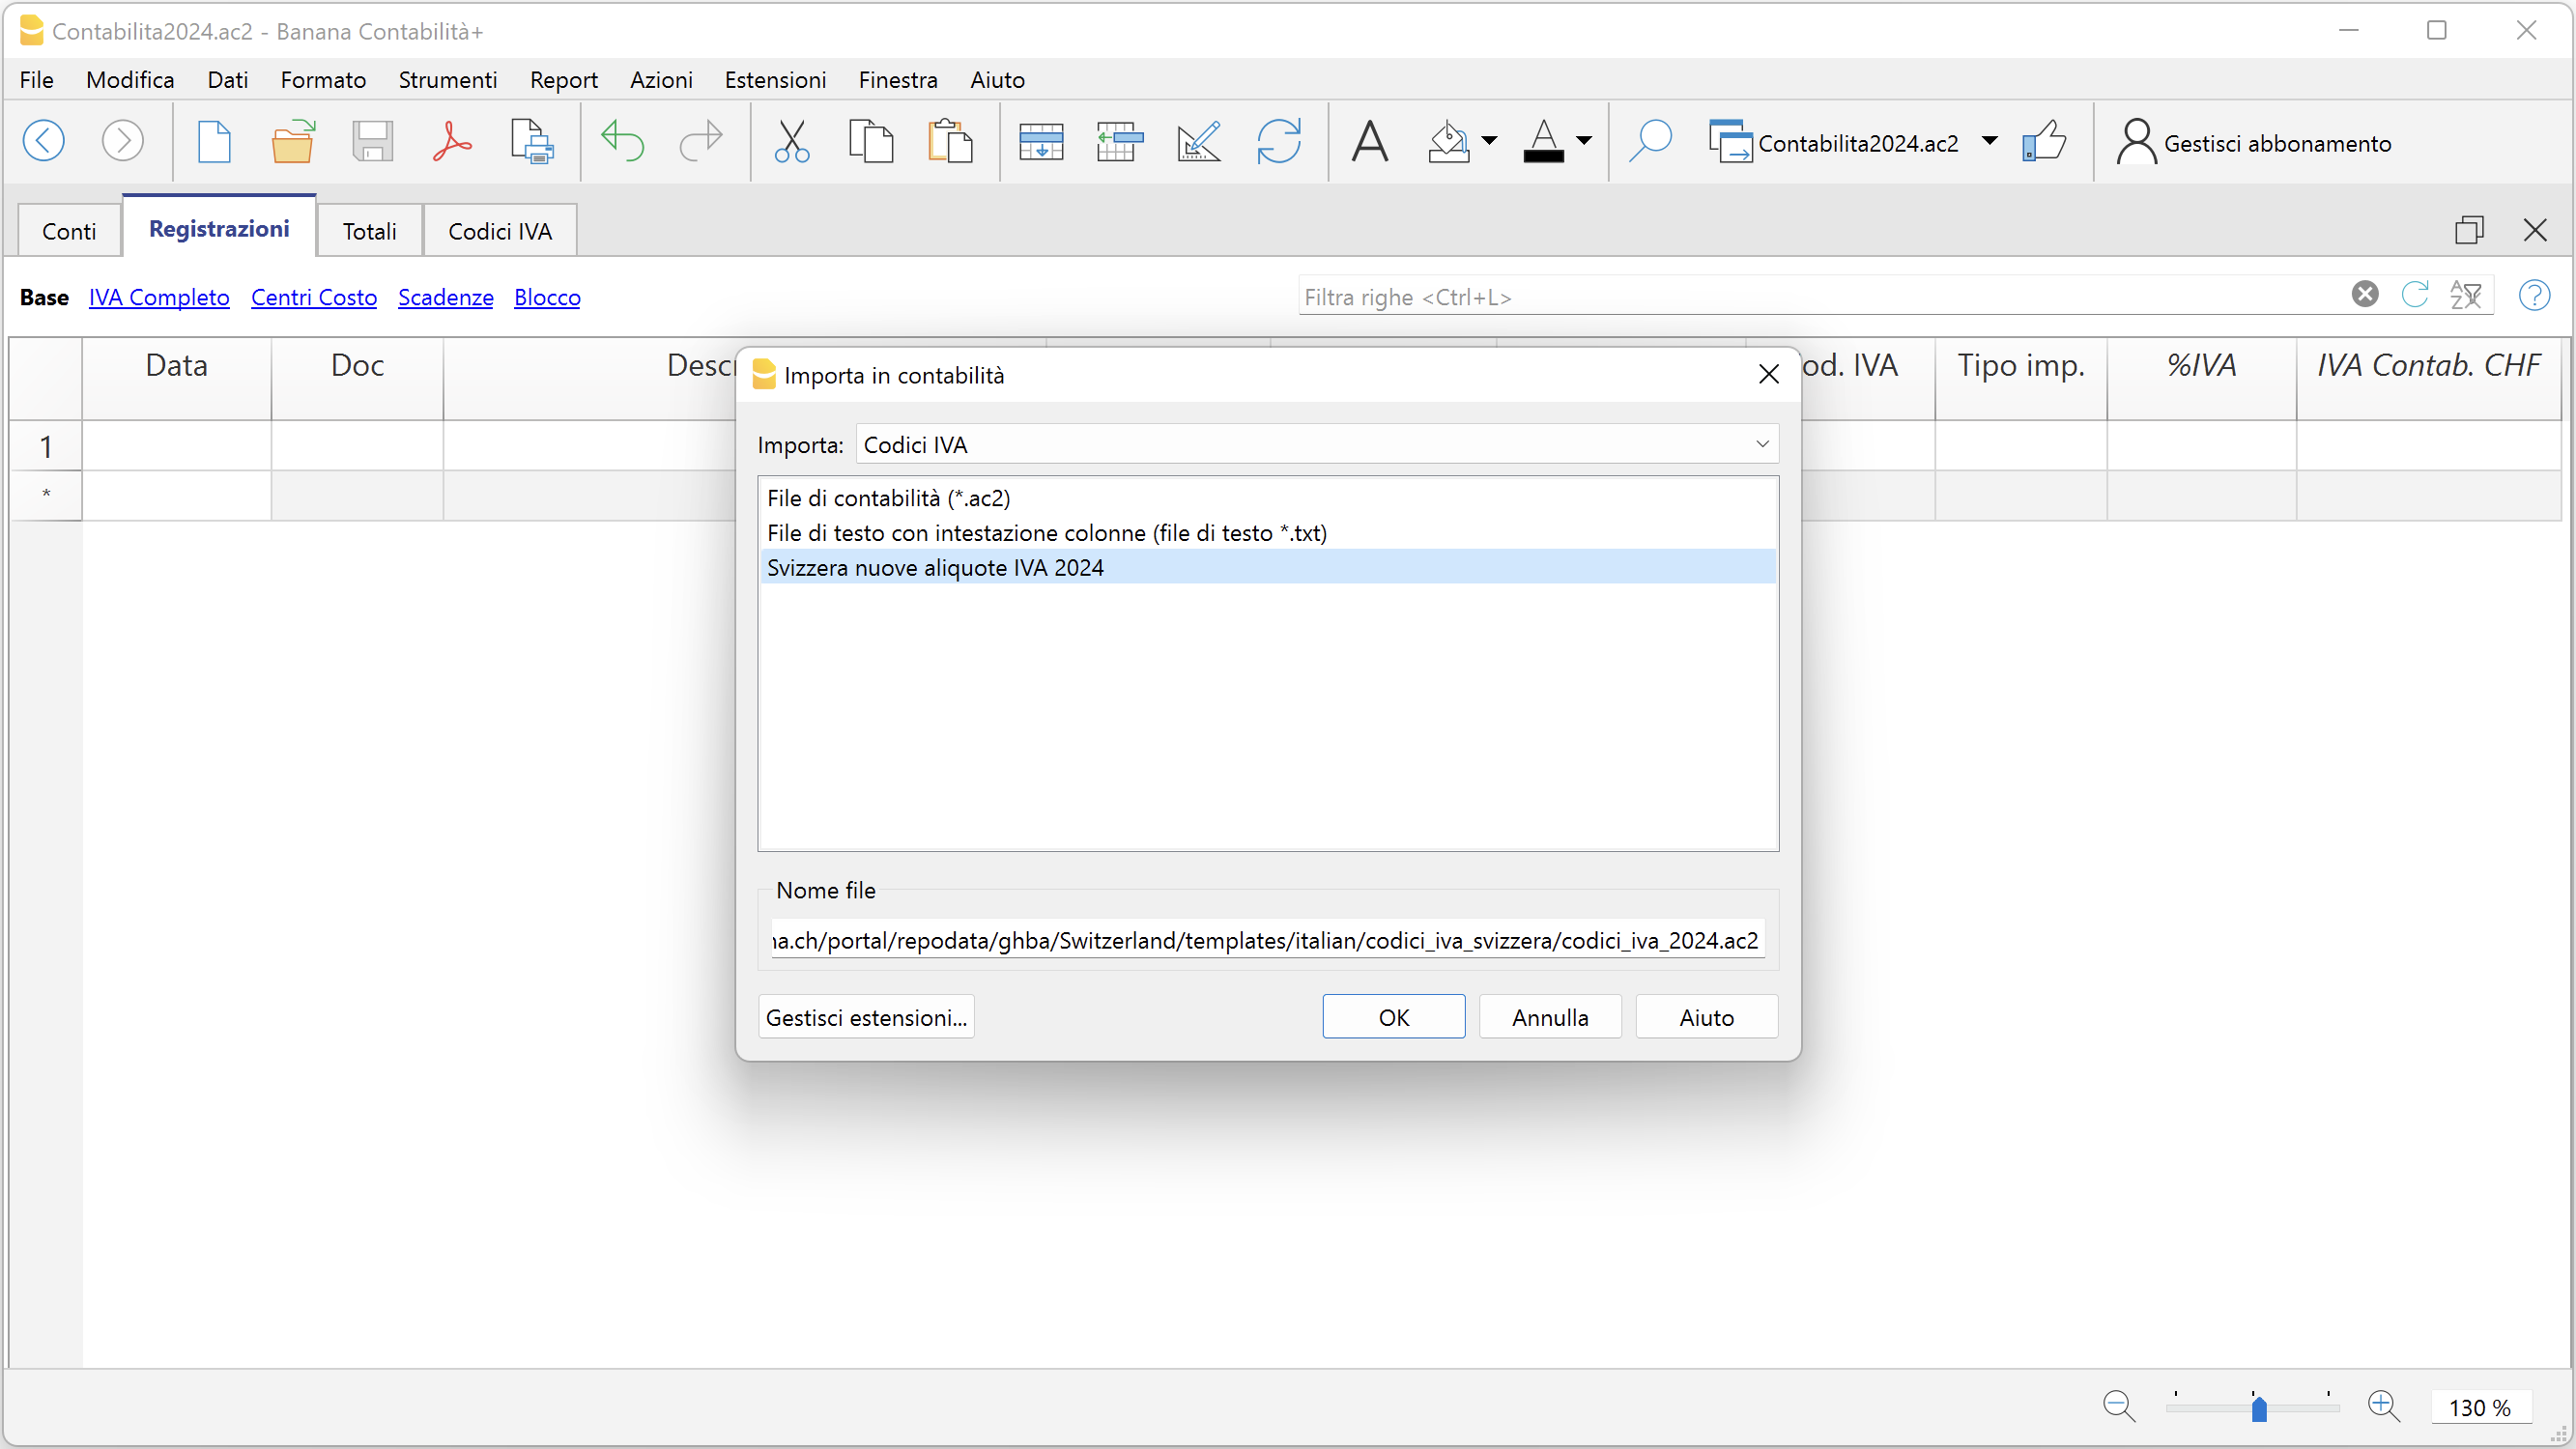 Contabilita2024.ac2 - Banana Contabilità+
File Modifica Dati Formato Strumenti Report Azioni Estensioni Finestra Aiuto
Contabilita2024.ac2 Gestisci abbonamento
Conti Registrazioni Totali Codici IVA
Base IVA Completo Centri Costo Scadenze Blocco Filtra righe <Ctrl+L>
Data Doc Descr od. IVA Tipo imp. %IVA IVA Contab. CHF
1
*
Importa in contabilità
Importa: Codici IVA
File di contabilità (*.ac2)
File di testo con intestazione colonne (file di testo *.txt)
Svizzera nuove aliquote IVA 2024
Nome file
na.ch/portal/repodata/ghba/Switzerland/templates/italian/codici_iva_svizzera/codici_iva_2024.ac2
Gestisci estensioni... OK Annulla Aiuto
130 %